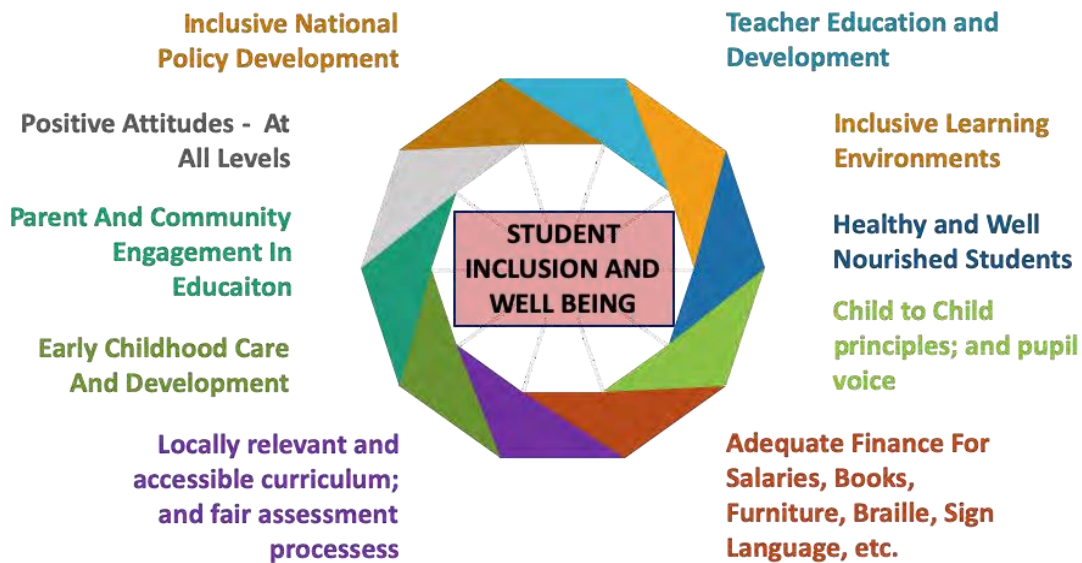 Inclusive National
Policy Development
Teacher Education and
Development
Positive Attitudes - At
All Levels
Inclusive Learning
Environments
Parent And Community
Engagement In
Educaiton
STUDENT
INCLUSION AND
WELL BEING
Healthy and Well
Nourished Students
Early Childhood Care
And Development
Child to Child
principles; and pupil
voice
Locally relevant and
accessible curriculum;
and fair assessment
processess
Adequate Finance For
Salaries, Books,
Furniture, Braille, Sign
Language, etc.